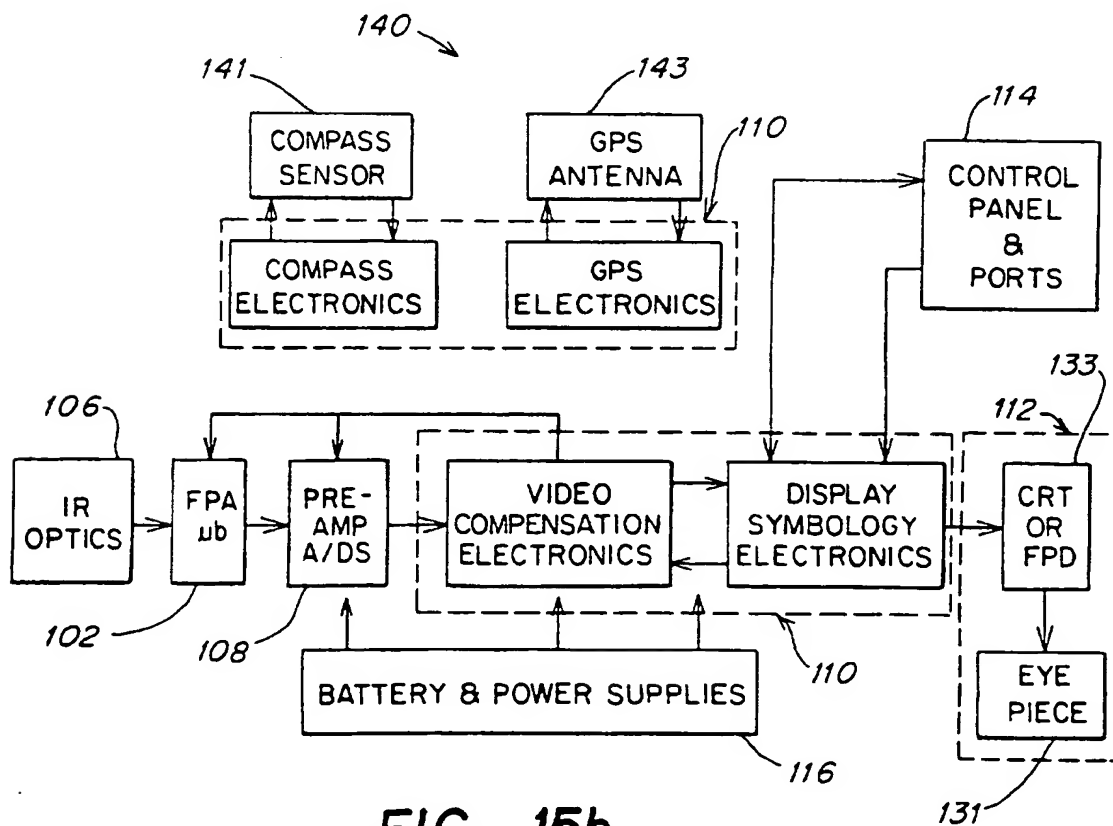 140
141
143
114
COMPASS
SENSOR
GPS
ANTENNA
110
CONTROL
PANEL
&
PORTS
COMPASS
ELECTRONICS
GPS
ELECTRONICS
133
106
112
IR
OPTICS
FPA
µb
PRE-
AMP
A/DS
VIDEO
COMPENSATION
ELECTRONICS
DISPLAY
SYMBOLOGY
ELECTRONICS
CRT
OR
FPD
102
108
110
BATTERY & POWER SUPPLIES
EYE
PIECE
116
131
FIG. 15b